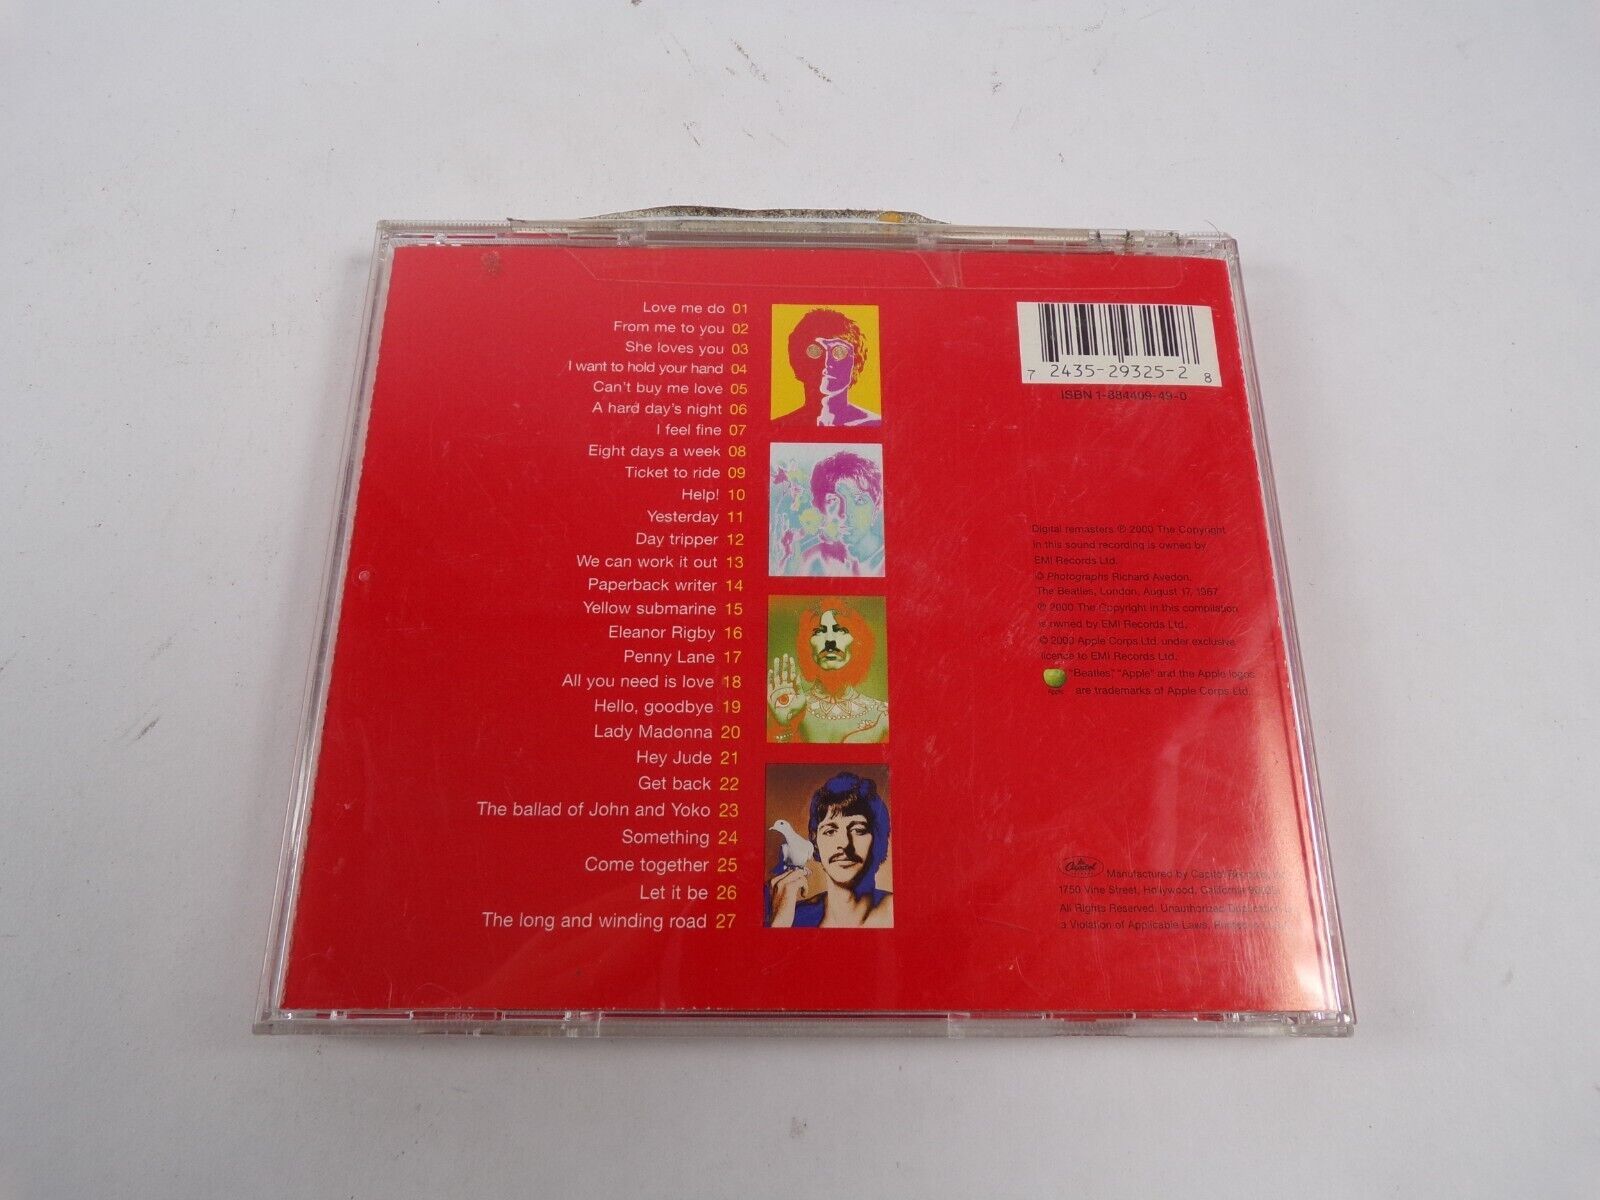 Love me do 01
From me to you 02
She loves you 03
I want to hold your hand 04
Can't buy me love 05
A hard day's night 06
I feel fine 07
Eight days a week 08
Ticket to ride 09
Help! 10
Yesterday 11
Day tripper 12
We can work it out 13
Paperback writer 14
Yellow submarine 15
Eleanor Rigby 16
Penny Lane 17
All you need is love 18
Hello, goodbye 19
Lady Madonna 20
Hey Jude 21
Get back 22
The ballad of John and Yoko 23
Something 24
Come together 25
Let it be 26
The long and winding road 27
7 2435-29325-2 8
ISBN 1-884409-49-0
Digital remasters ℗ 2000 The Copyright
in this sound recording is owned by
EMI Records Ltd.
© Photographs Richard Avedon.
The Beatles, London, August 17, 1967
℗ 2000 The Copyright in this compilation
is owned by EMI Records Ltd.
© 2000 Apple Corps Ltd. under exclusive
licence to EMI Records Ltd.
"Beatles," "Apple" and the Apple logos
are trademarks of Apple Corps Ltd.
Apple
Capitol
Manufactured by Capitol Records,
1750 Vine Street, Hollywood, California
All Rights Reserved. Unauthorized Duplication is
a Violation of Applicable Laws.